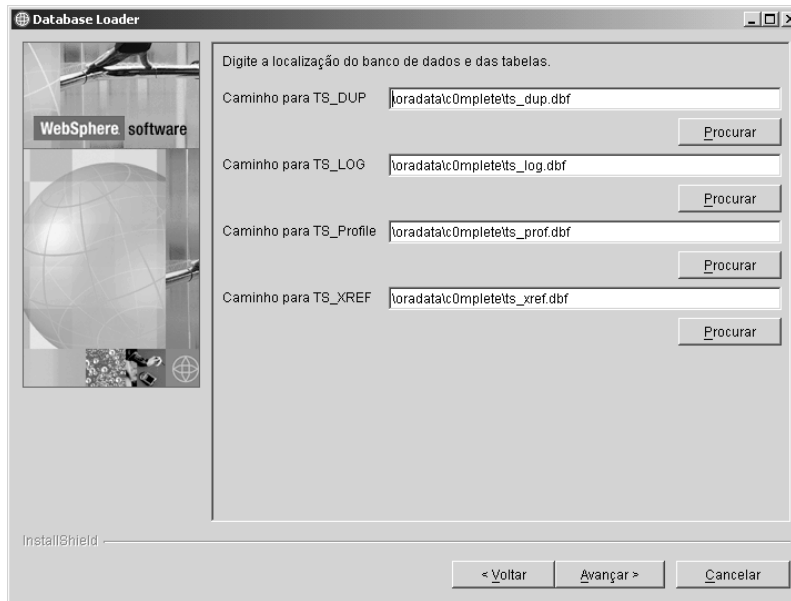 Database Loader
WebSphere software
Digite a localização do banco de dados e das tabelas.
Caminho para TS_DUP \oradata\c0mplete\ts_dup.dbf
Procurar
Caminho para TS_LOG \oradata\c0mplete\ts_log.dbf
Procurar
Caminho para TS_Profile \oradata\c0mplete\ts_prof.dbf
Procurar
Caminho para TS_XREF \oradata\c0mplete\ts_xref.dbf
Procurar
InstallShield
< Voltar Avançar > Cancelar